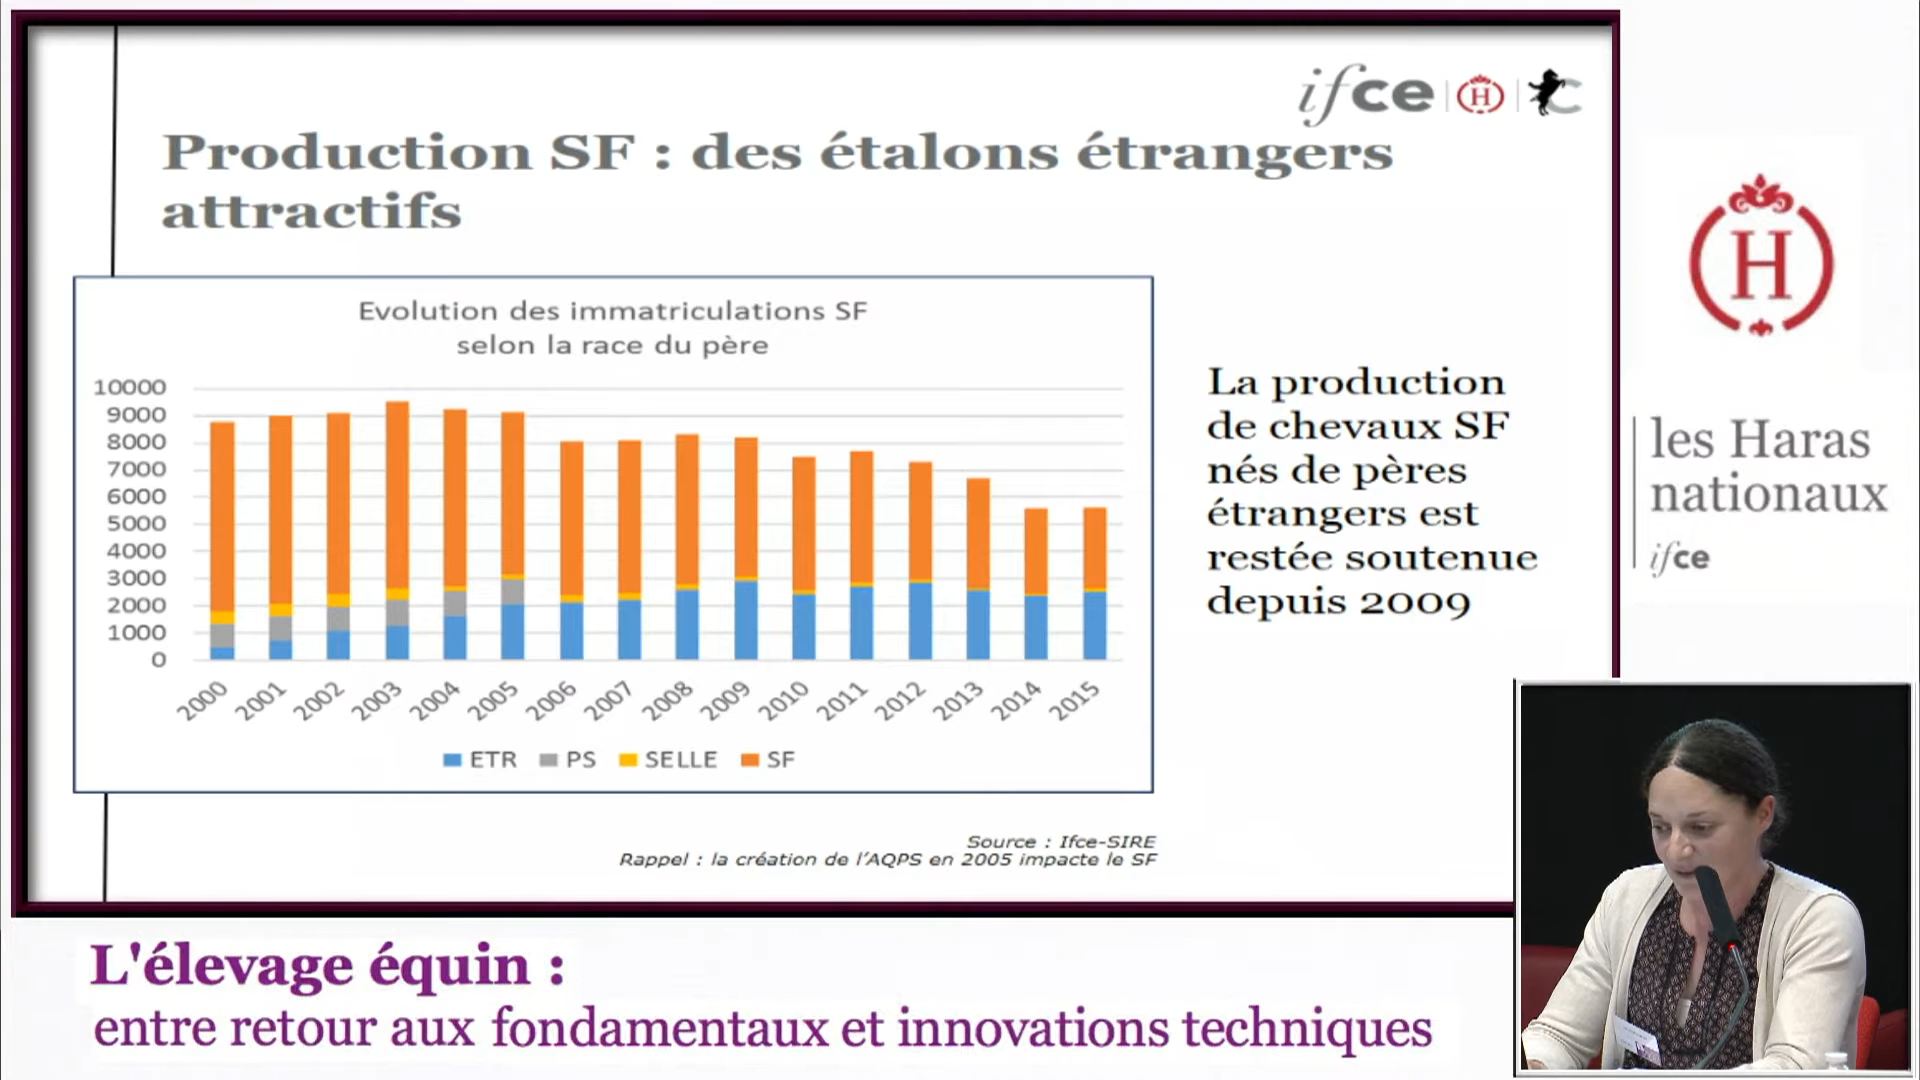 ifce H
Production SF : des étalons étrangers
attractifs
Evolution des immatriculations SF
selon la race du père
10000
9000
8000
7000
6000
5000
4000
3000
2000
1000
0
2000 2001 2002 2003 2004 2005 2006 2007 2008 2009 2010 2011 2012 2013 2014 2015
ETR PS SELLE SF
La production
de chevaux SF
nés de pères
étrangers est
restée soutenue
depuis 2009
Source : Ifce-SIRE
Rappel : la création de l'AQPS en 2005 impacte le SF
H
les Haras
nationaux
ifce
L'élevage équin :
entre retour aux fondamentaux et innovations techniques